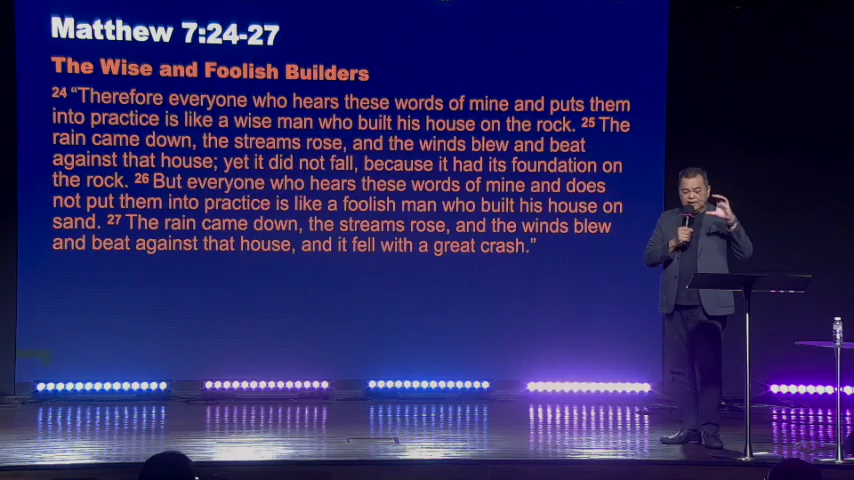 Matthew 7:24-27
The Wise and Foolish Builders
24 “Therefore everyone who hears these words of mine and puts them
into practice is like a wise man who built his house on the rock. 25 The
rain came down, the streams rose, and the winds blew and beat
against that house; yet it did not fall, because it had its foundation on
the rock. 26 But everyone who hears these words of mine and does
not put them into practice is like a foolish man who built his house on
sand. 27 The rain came down, the streams rose, and the winds blew
and beat against that house, and it fell with a great crash.”